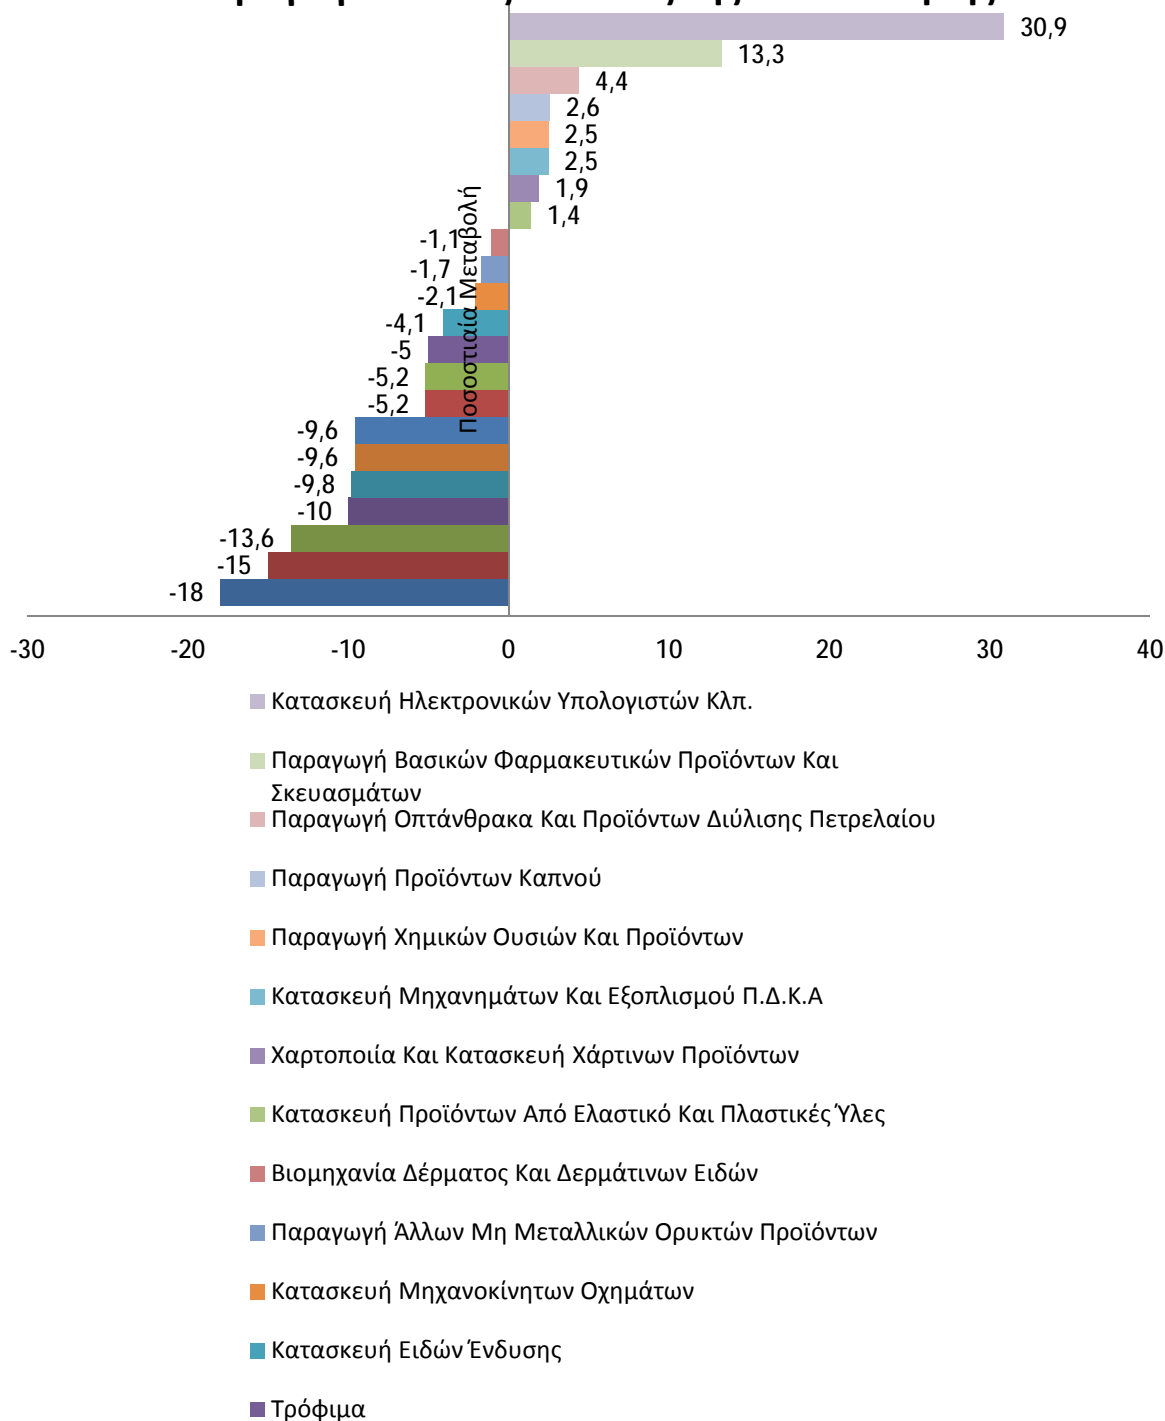 30,9
13,3
4,4
2,6
2,5
2,5
1,9
1,4
-1,1
-1,7
-2,1
-4,1
-5
-5,2
-5,2
-9,6
-9,6
-9,8
-10
-13,6
-15
-18
Ποσοστιαία Μεταβολή
-30 -20 -10 0 10 20 30 40
Κατασκευή Ηλεκτρονικών Υπολογιστών Κλπ.
Παραγωγή Βασικών Φαρμακευτικών Προϊόντων Και
Σκευασμάτων
Παραγωγή Οπτάνθρακα Και Προϊόντων Διύλισης Πετρελαίου
Παραγωγή Προϊόντων Καπνού
Παραγωγή Χημικών Ουσιών Και Προϊόντων
Κατασκευή Μηχανημάτων Και Εξοπλισμού Π.Δ.Κ.Α
Χαρτοποιία Και Κατασκευή Χάρτινων Προϊόντων
Κατασκευή Προϊόντων Από Ελαστικό Και Πλαστικές Ύλες
Βιομηχανία Δέρματος Και Δερμάτινων Ειδών
Παραγωγή Άλλων Μη Μεταλλικών Ορυκτών Προϊόντων
Κατασκευή Μηχανοκίνητων Οχημάτων
Κατασκευή Ειδών Ένδυσης
Τρόφιμα